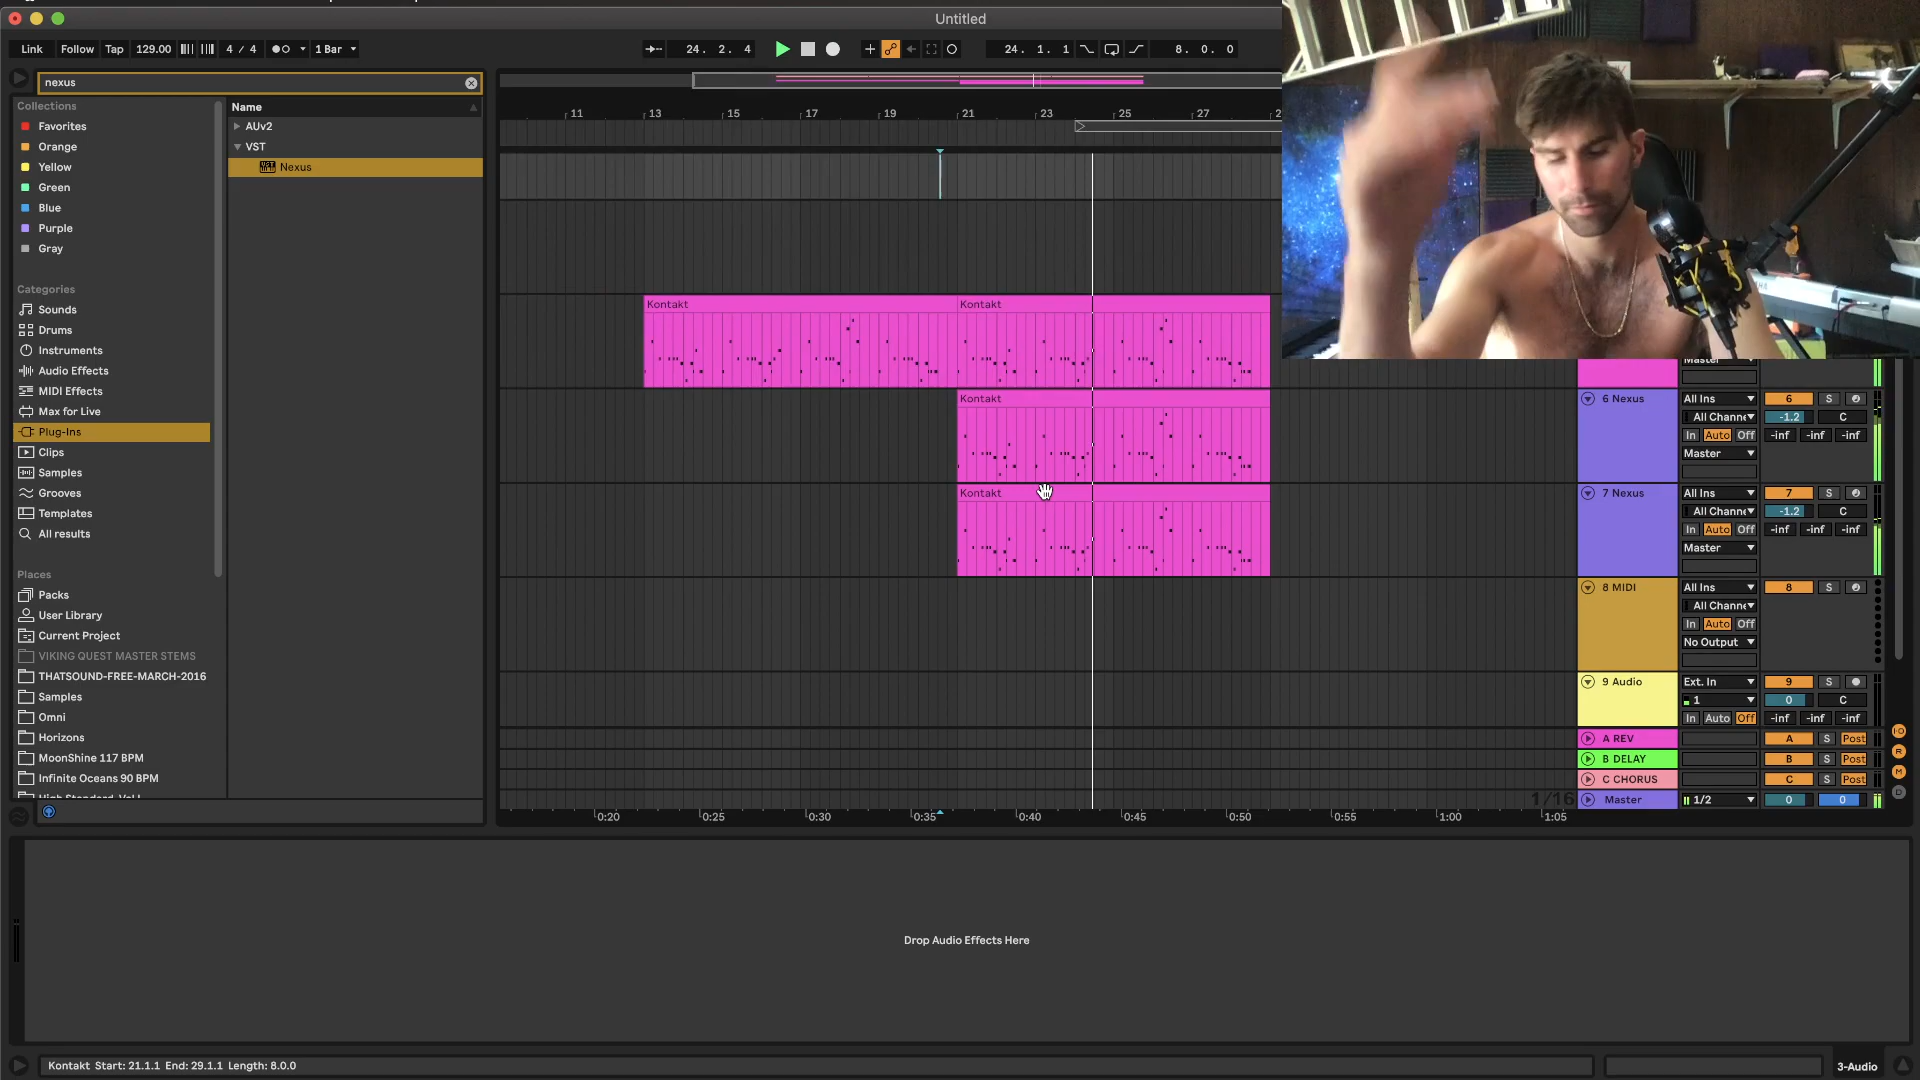 Untitled
Link Follow Tap 129.00 4 / 4 1 Bar 24. 2. 4 24. 1. 1 8. 0. 0
nexus
Collections
Favorites
Orange
Yellow
Green
Blue
Purple
Gray
Categories
Sounds
Drums
Instruments
Audio Effects
MIDI Effects
Max for Live
Plug-Ins
Clips
Samples
Grooves
Templates
All results
Places
Packs
User Library
Current Project
VIKING QUEST MASTER STEMS
THATSOUND-FREE-MARCH-2016
Samples
Omni
Horizons
MoonShine 117 BPM
Infinite Oceans 90 BPM
Name
AUv2
VST
Nexus
11 13 15 17 19 21 23 25 27
Kontakt Kontakt
Kontakt
Kontakt
Master
6 Nexus All Ins 6 S
All Channe -1.2 C
In Auto Off -inf -inf -inf
Master
7 Nexus All Ins 7 S
All Channe -1.2 C
In Auto Off -inf -inf -inf
Master
8 MIDI All Ins 8 S
All Channe
In Auto Off
No Output
9 Audio Ext. In 9 S
1 0 C
In Auto Off -inf -inf -inf
A REV A S Post
B DELAY B S Post
C CHORUS C S Post
1/16 Master 1/2 0 0
I·O
R
M
D
0:20 0:25 0:30 0:35 0:40 0:45 0:50 0:55 1:00 1:05
Drop Audio Effects Here
Kontakt Start: 21.1.1 End: 29.1.1 Length: 8.0.0
3-Audio